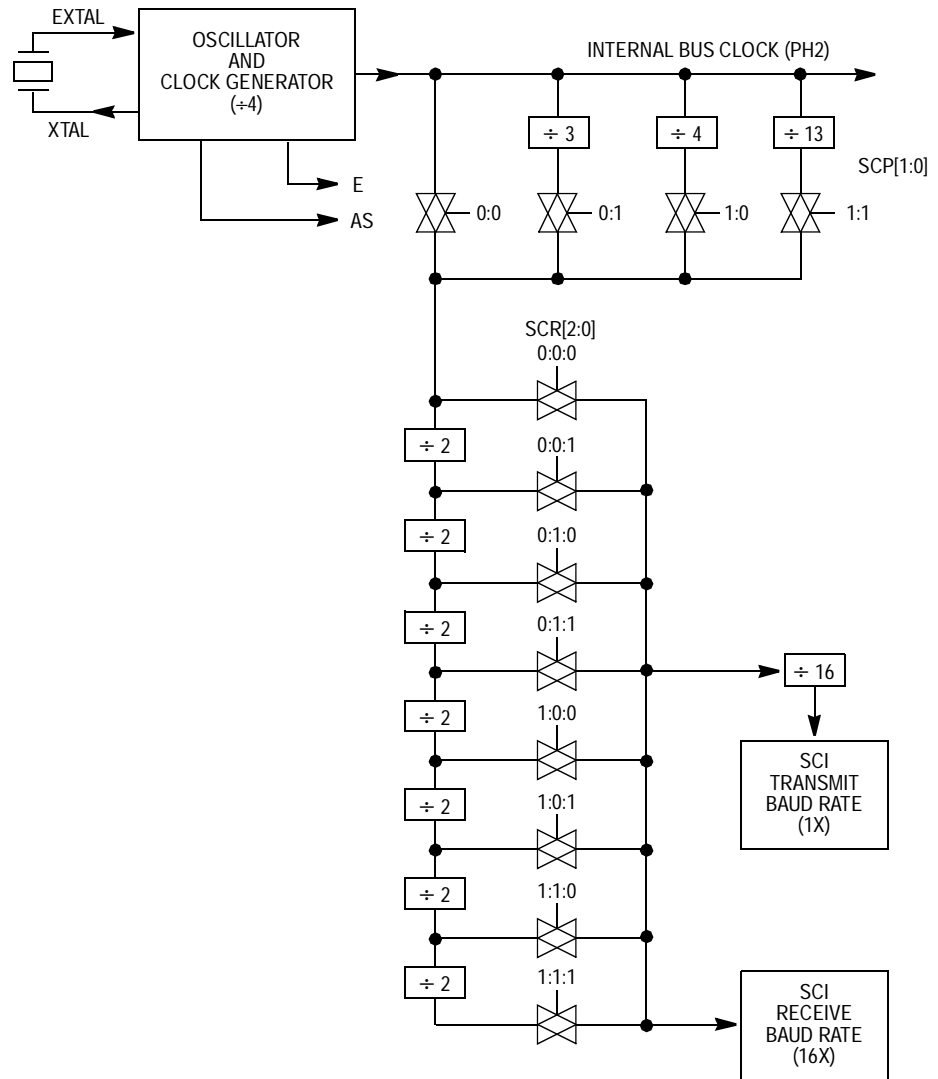 EXTAL
OSCILLATOR
AND
CLOCK GENERATOR
(÷4)
XTAL
E
AS
INTERNAL BUS CLOCK (PH2)
÷ 3
÷ 4
÷ 13
SCP[1:0]
0:0
0:1
1:0
1:1
SCR[2:0]
0:0:0
÷ 2
0:0:1
÷ 2
0:1:0
÷ 2
0:1:1
÷ 16
÷ 2
1:0:0
SCI
TRANSMIT
BAUD RATE
(1X)
÷ 2
1:0:1
÷ 2
1:1:0
÷ 2
1:1:1
SCI
RECEIVE
BAUD RATE
(16X)